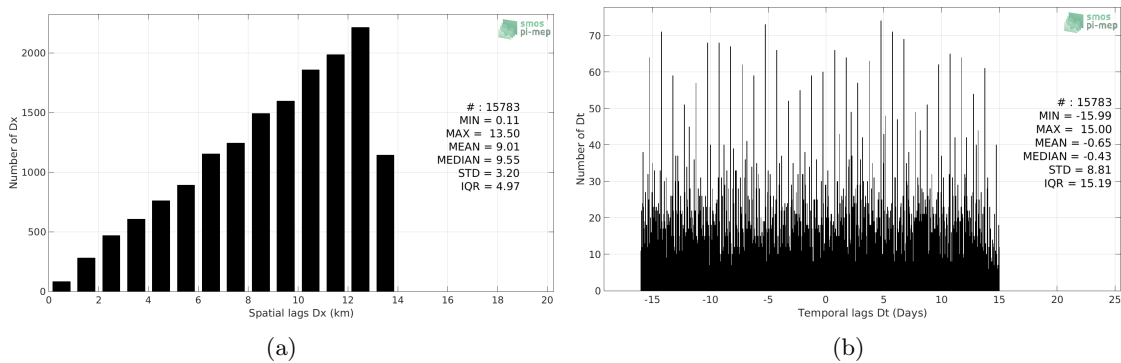 smos
pi-mep
2000
1500
1000
500
0
Number of Dx
# : 15783
MIN = 0.11
MAX = 13.50
MEAN = 9.01
MEDIAN = 9.55
STD = 3.20
IQR = 4.97
0 2 4 6 8 10 12 14 16 18 20
Spatial lags Dx (km)
(a)
smos
pi-mep
70
60
50
40
30
20
10
0
Number of Dt
# : 15783
MIN = -15.99
MAX = 15.00
MEAN = -0.65
MEDIAN = -0.43
STD = 8.81
IQR = 15.19
-15 -10 -5 0 5 10 15 20 25
Temporal lags Dt (Days)
(b)